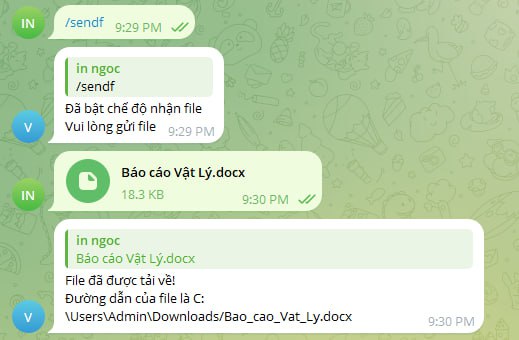 IN
/sendf
9:29 PM
in ngoc
/sendf
Đã bật chế độ nhận file
Vui lòng gửi file
9:29 PM
V
Báo cáo Vật Lý.docx
18.3 KB
9:30 PM
IN
in ngoc
Báo cáo Vật Lý.docx
File đã được tải về!
Đường dẫn của file là C:
\Users\Admin\Downloads/Bao_cao_Vat_Ly.docx
9:30 PM
V